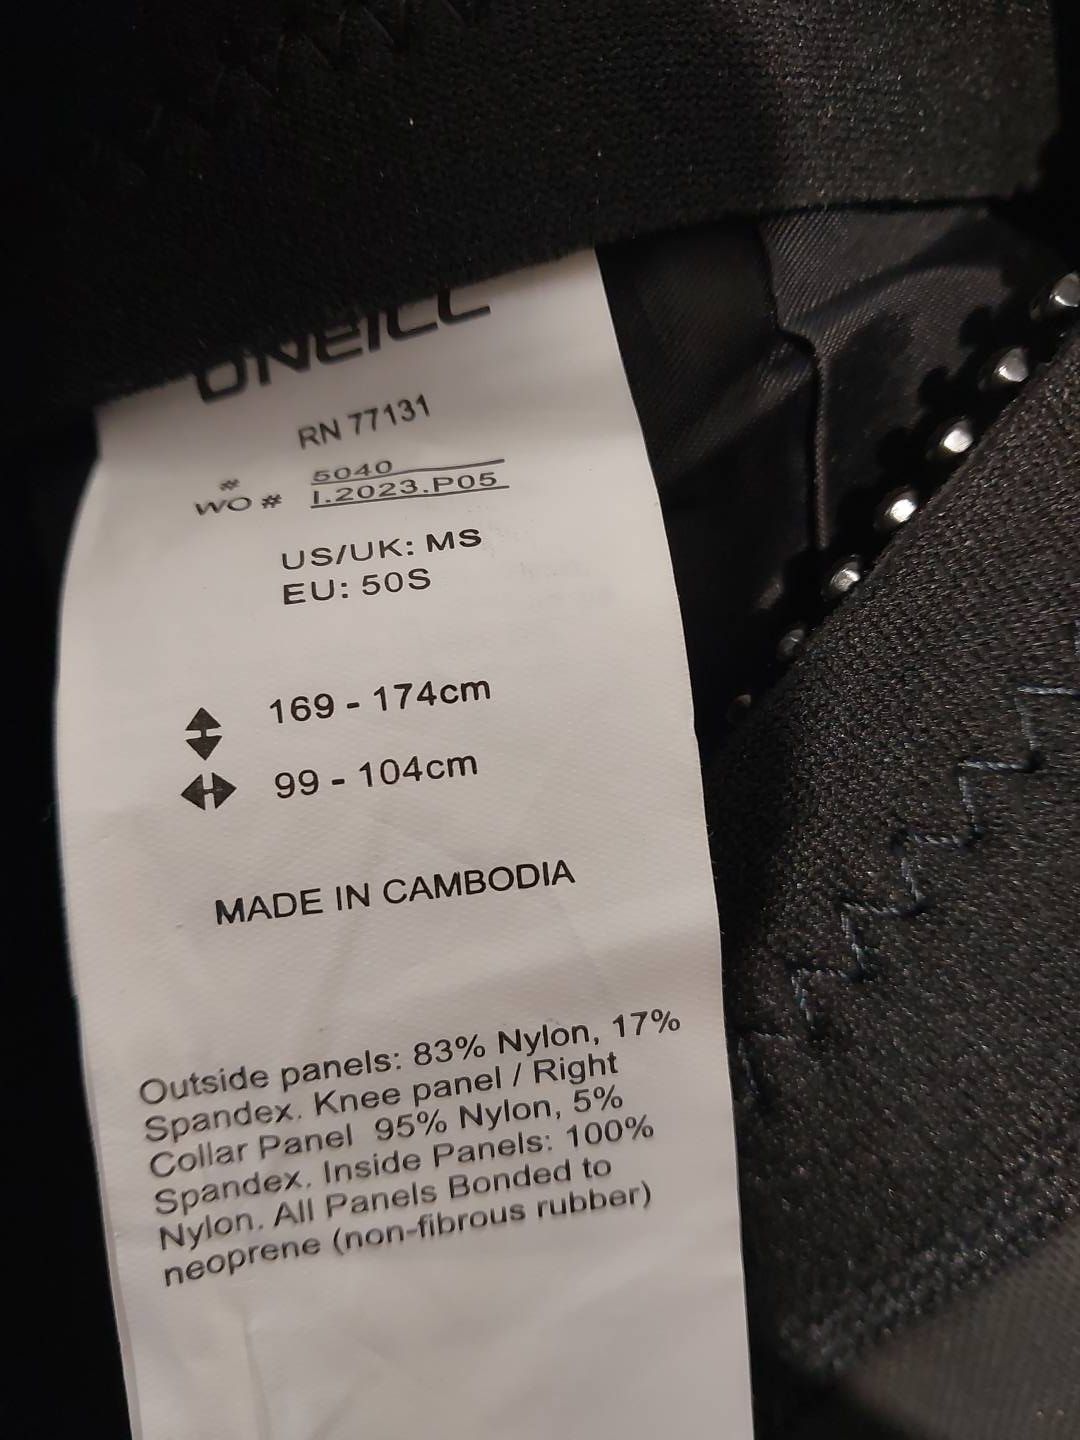 O'NEILL
RN 77131
# 5040
WO # I.2023.P05
US/UK: MS
EU: 50S
169 - 174cm
99 - 104cm
MADE IN CAMBODIA
Outside panels: 83% Nylon, 17%
Spandex. Knee panel / Right
Collar Panel 95% Nylon, 5%
Spandex. Inside Panels: 100%
Nylon. All Panels Bonded to
neoprene (non-fibrous rubber)